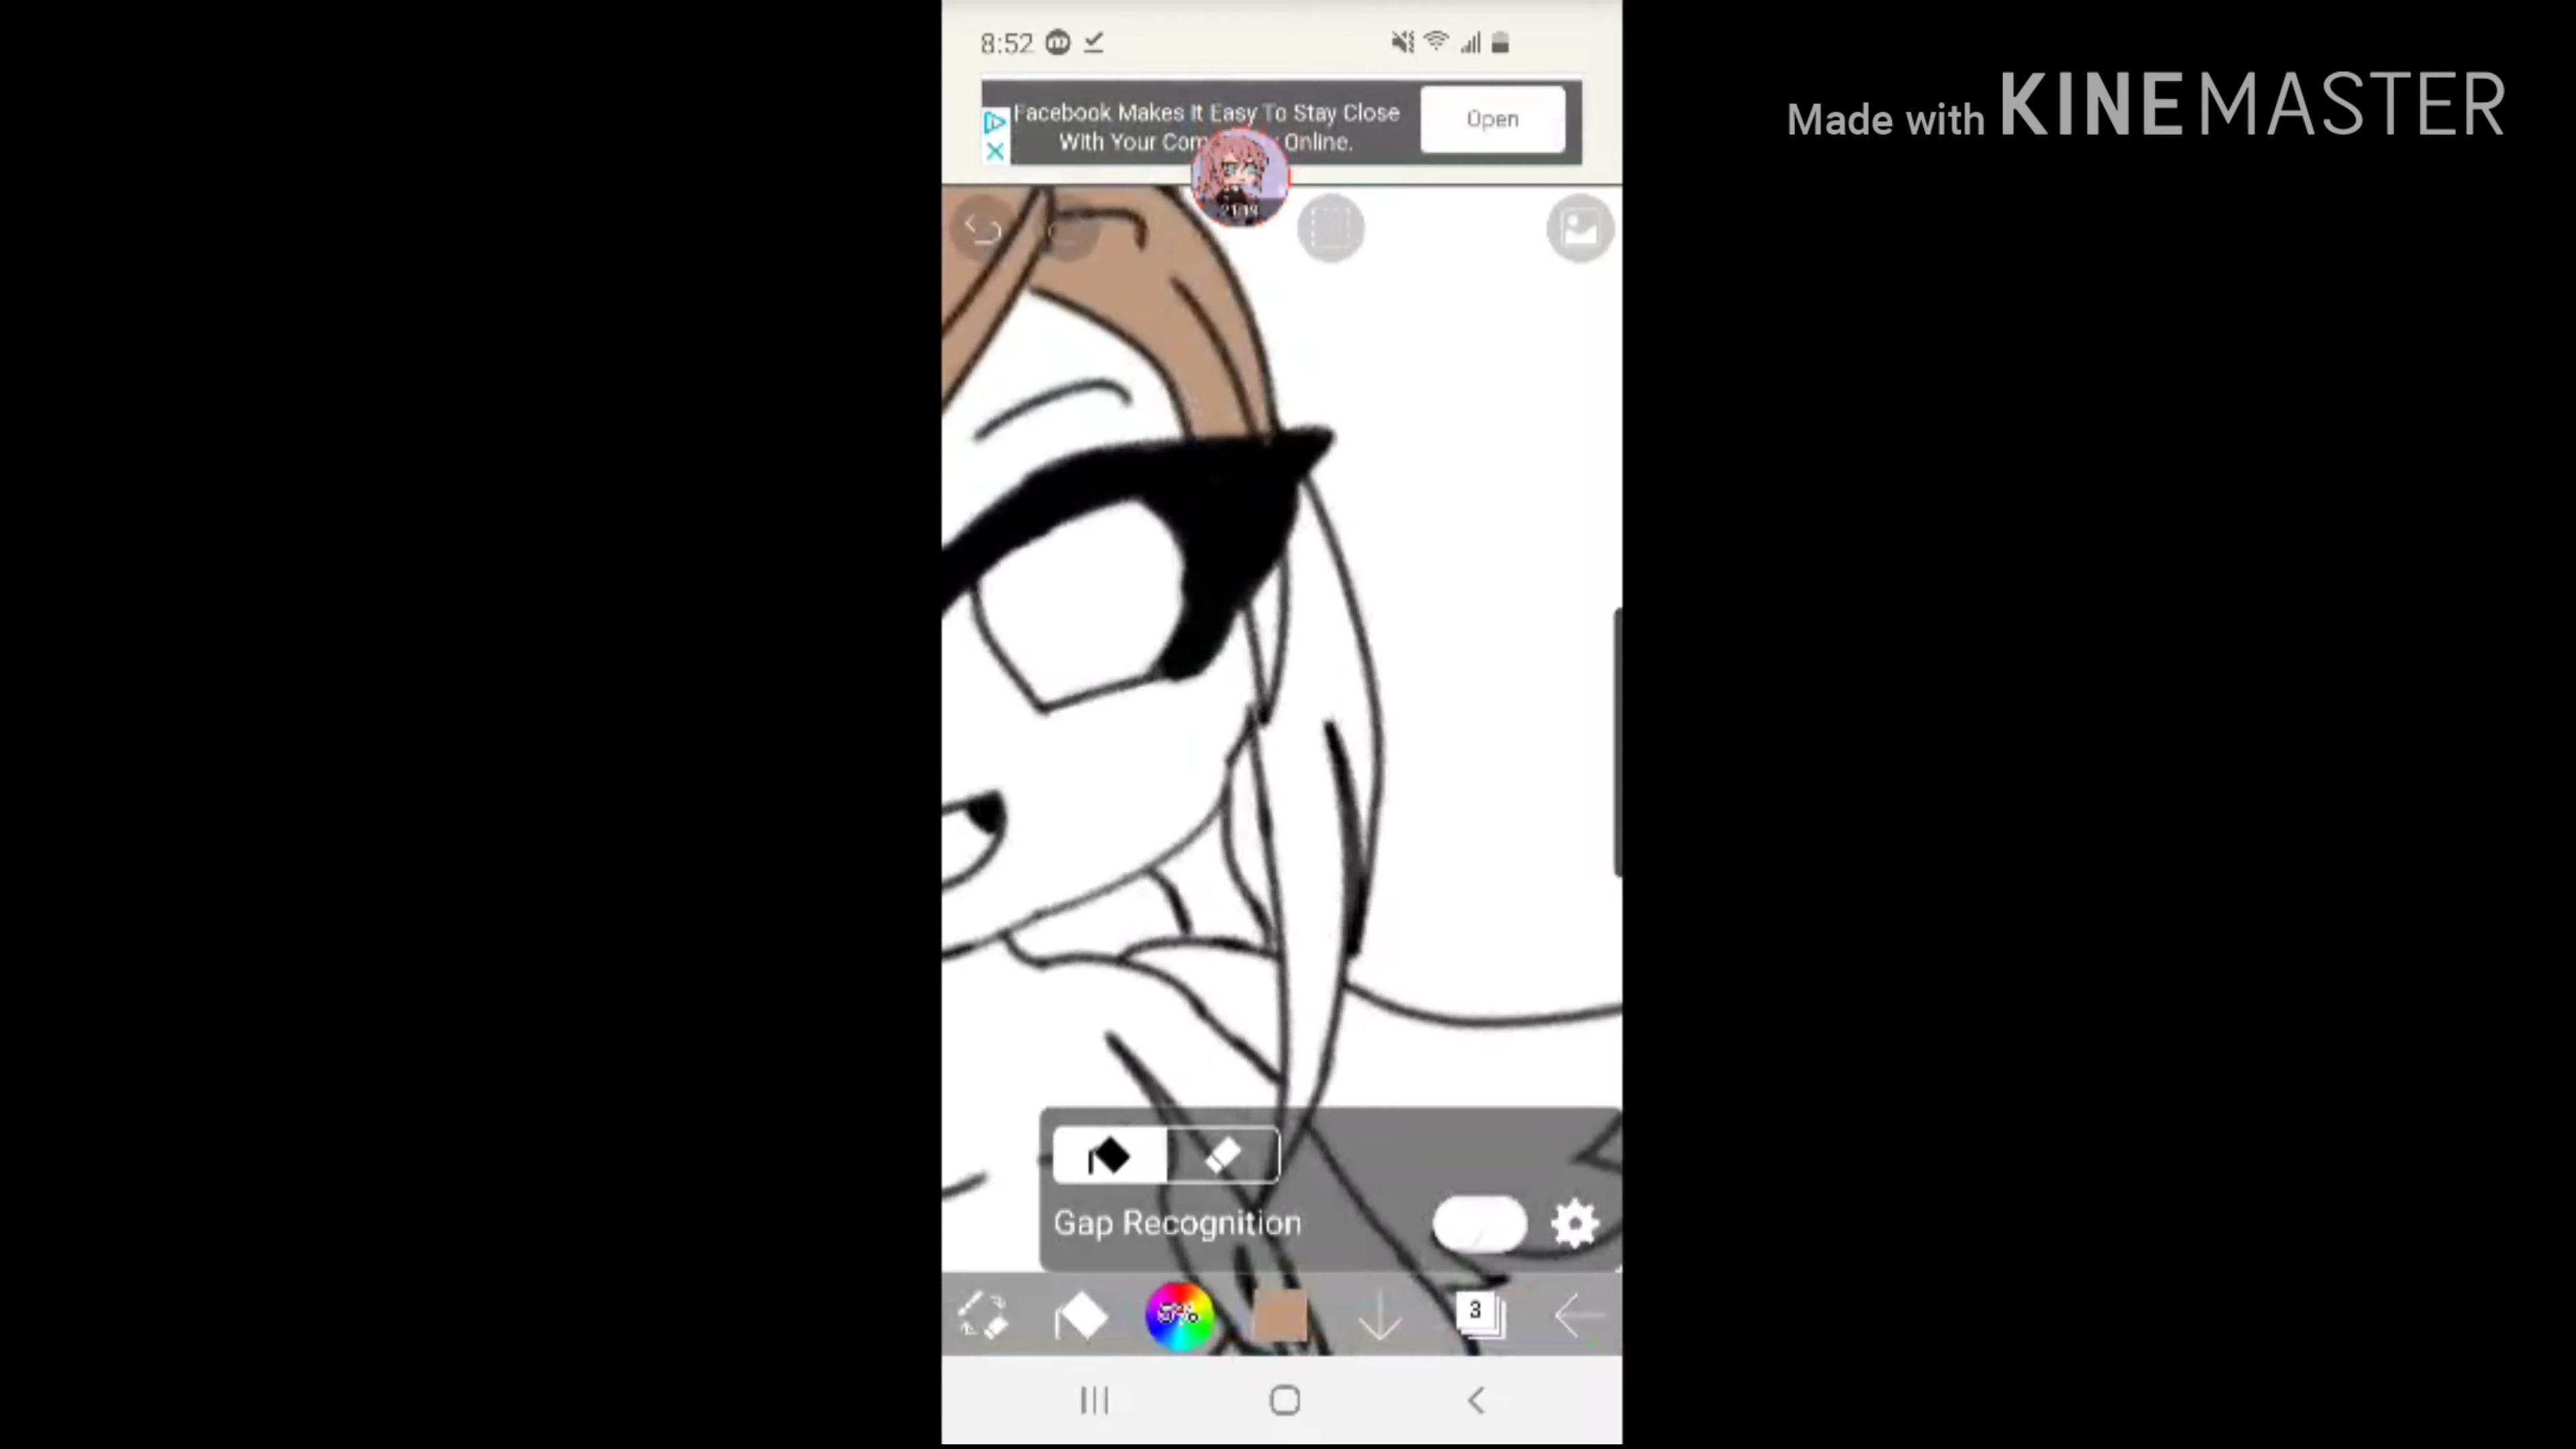 8:52
Made with KINEMASTER
Facebook Makes It Easy To Stay Close
With Your Com Online.
Open
Gap Recognition
5%
3